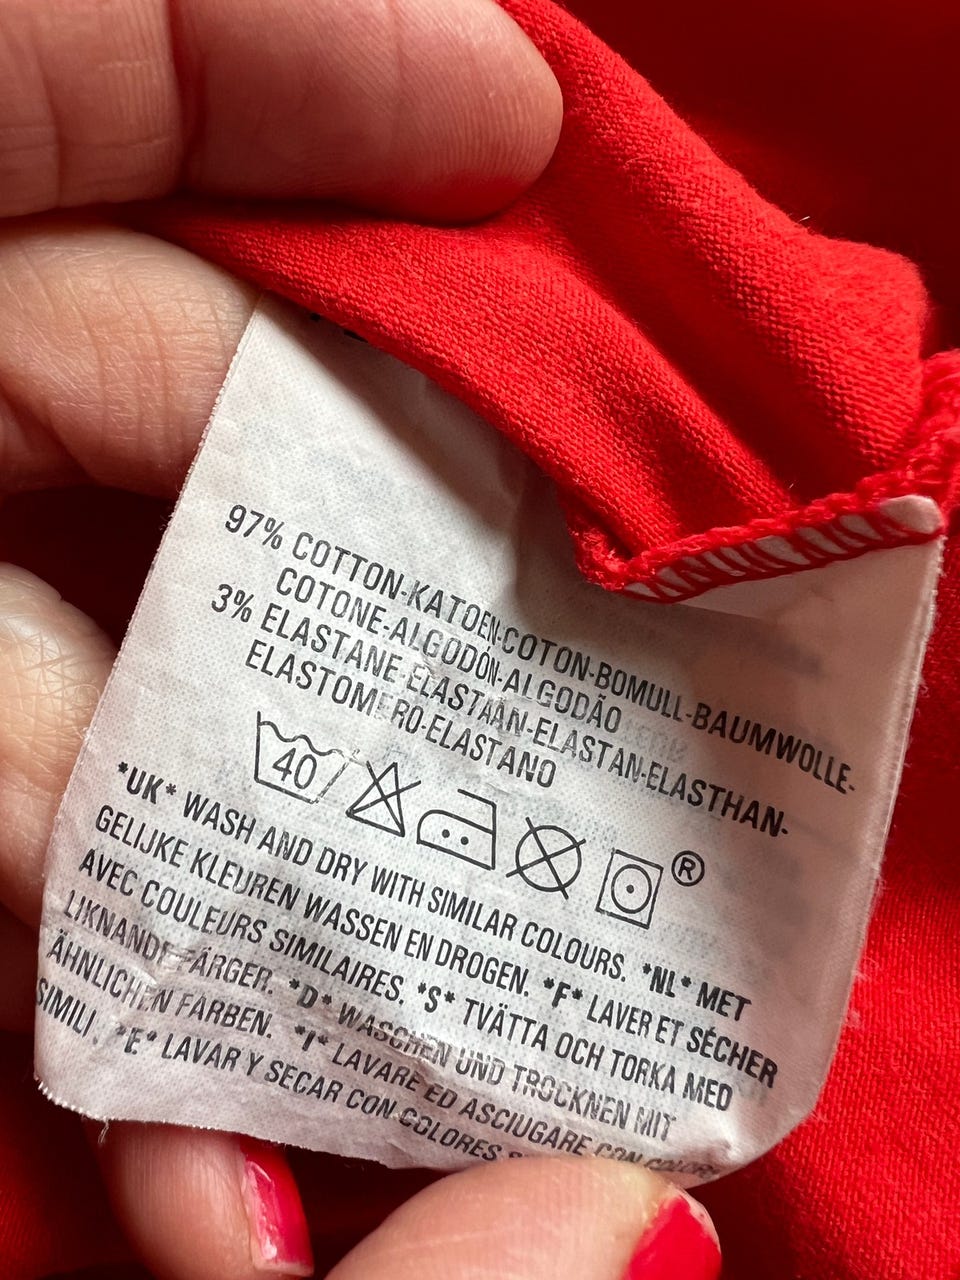 97% COTTON-KATOEN-COTON-BOMULL-BAUMWOLLE-
COTONE-ALGODÓN-ALGODÃO
3% ELASTANE-ELASTAAN-ELASTAN-ELASTHAN-
ELASTOMERO-ELASTANO
40 ®
*UK* WASH AND DRY WITH SIMILAR COLOURS. *NL* MET
GELIJKE KLEUREN WASSEN EN DROGEN. *F* LAVER ET SÉCHER
AVEC COULEURS SIMILAIRES. *S* TVÄTTA OCH TORKA MED
LIKNANDE FÄRGER. *D* WASCHEN UND TROCKNEN MIT
ÄHNLICHEN FARBEN. *I* LAVARE ED ASCIUGARE CON COLORI
SIMILI. *E* LAVAR Y SECAR CON COLORES